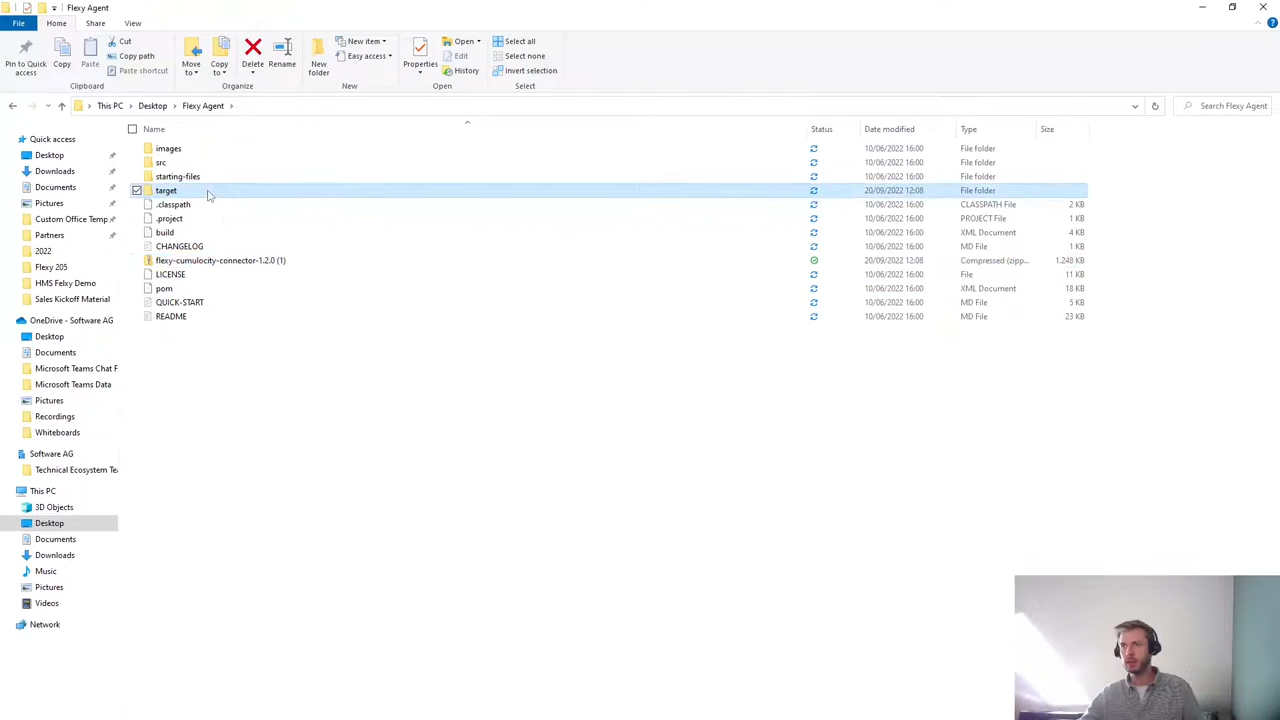 Flexy Agent
File Home Share View
Pin to Quick access
Copy
Paste
Cut
Copy path
Paste shortcut
Clipboard
Move to
Copy to
Delete
Rename
Organize
New folder
New item
Easy access
New
Properties
Open
Edit
History
Open
Select all
Select none
Invert selection
Select
This PC > Desktop > Flexy Agent >
Search Flexy Agent
Name Status Date modified Type Size
images 10/06/2022 16:00 File folder
src 10/06/2022 16:00 File folder
starting-files 10/06/2022 16:00 File folder
target 20/09/2022 12:08 File folder
.classpath 10/06/2022 16:00 CLASSPATH File 2 KB
.project 10/06/2022 16:00 PROJECT File 1 KB
build 10/06/2022 16:00 XML Document 4 KB
CHANGELOG 10/06/2022 16:00 MD File 1 KB
flexy-cumulocity-connector-1.2.0 (1) 20/09/2022 12:08 Compressed (zipp... 1.248 KB
LICENSE 10/06/2022 16:00 File 11 KB
pom 10/06/2022 16:00 XML Document 18 KB
QUICK-START 10/06/2022 16:00 MD File 5 KB
README 10/06/2022 16:00 MD File 23 KB
Quick access
Desktop
Downloads
Documents
Pictures
Custom Office Temp
Partners
2022
Flexy 205
HMS Felxy Demo
Sales Kickoff Material
OneDrive - Software AG
Desktop
Documents
Microsoft Teams Chat F
Microsoft Teams Data
Pictures
Recordings
Whiteboards
Software AG
Technical Ecosystem Te
This PC
3D Objects
Desktop
Documents
Downloads
Music
Pictures
Videos
Network